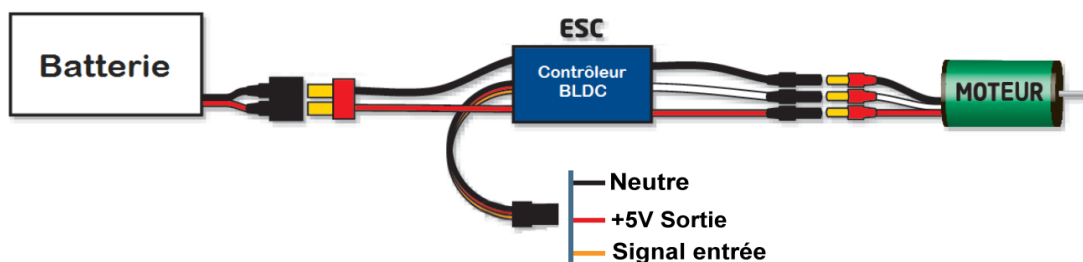 ESC
Batterie
Contrôleur
BLDC
MOTEUR
Neutre
+5V Sortie
Signal entrée